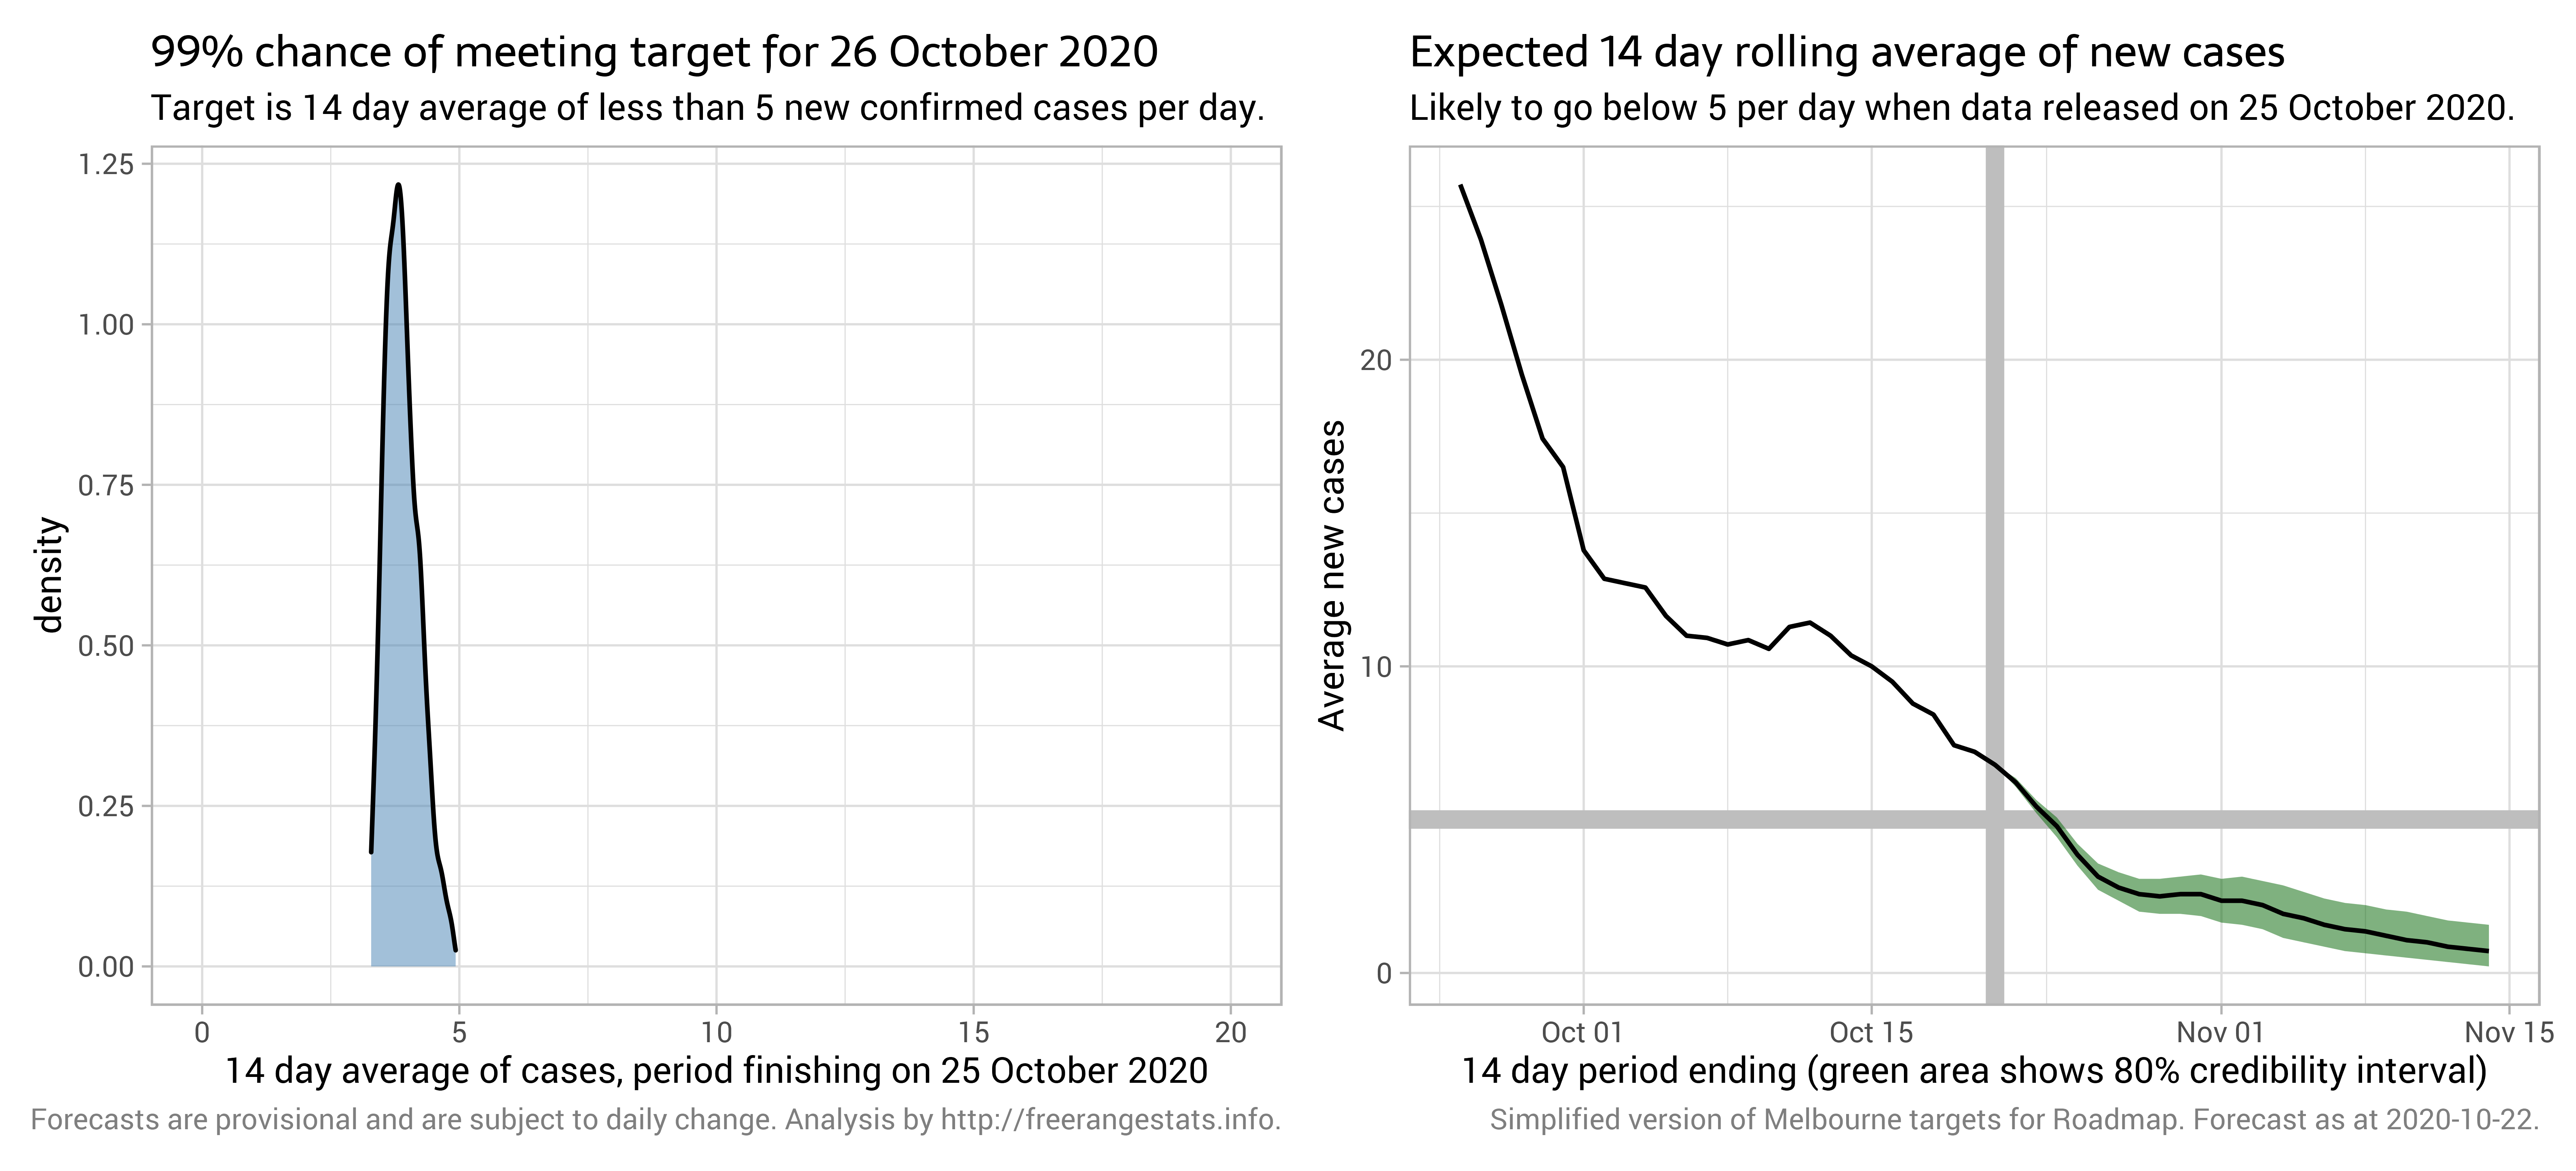 99% chance of meeting target for 26 October 2020
Target is 14 day average of less than 5 new confirmed cases per day.
1.25
1.00
0.75
0.50
0.25
0.00
density
0 5 10 15 20
14 day average of cases, period finishing on 25 October 2020
Forecasts are provisional and are subject to daily change. Analysis by http://freerangestats.info.
Expected 14 day rolling average of new cases
Likely to go below 5 per day when data released on 25 October 2020.
20
10
0
Average new cases
Oct 01 Oct 15 Nov 01 Nov 15
14 day period ending (green area shows 80% credibility interval)
Simplified version of Melbourne targets for Roadmap. Forecast as at 2020-10-22.